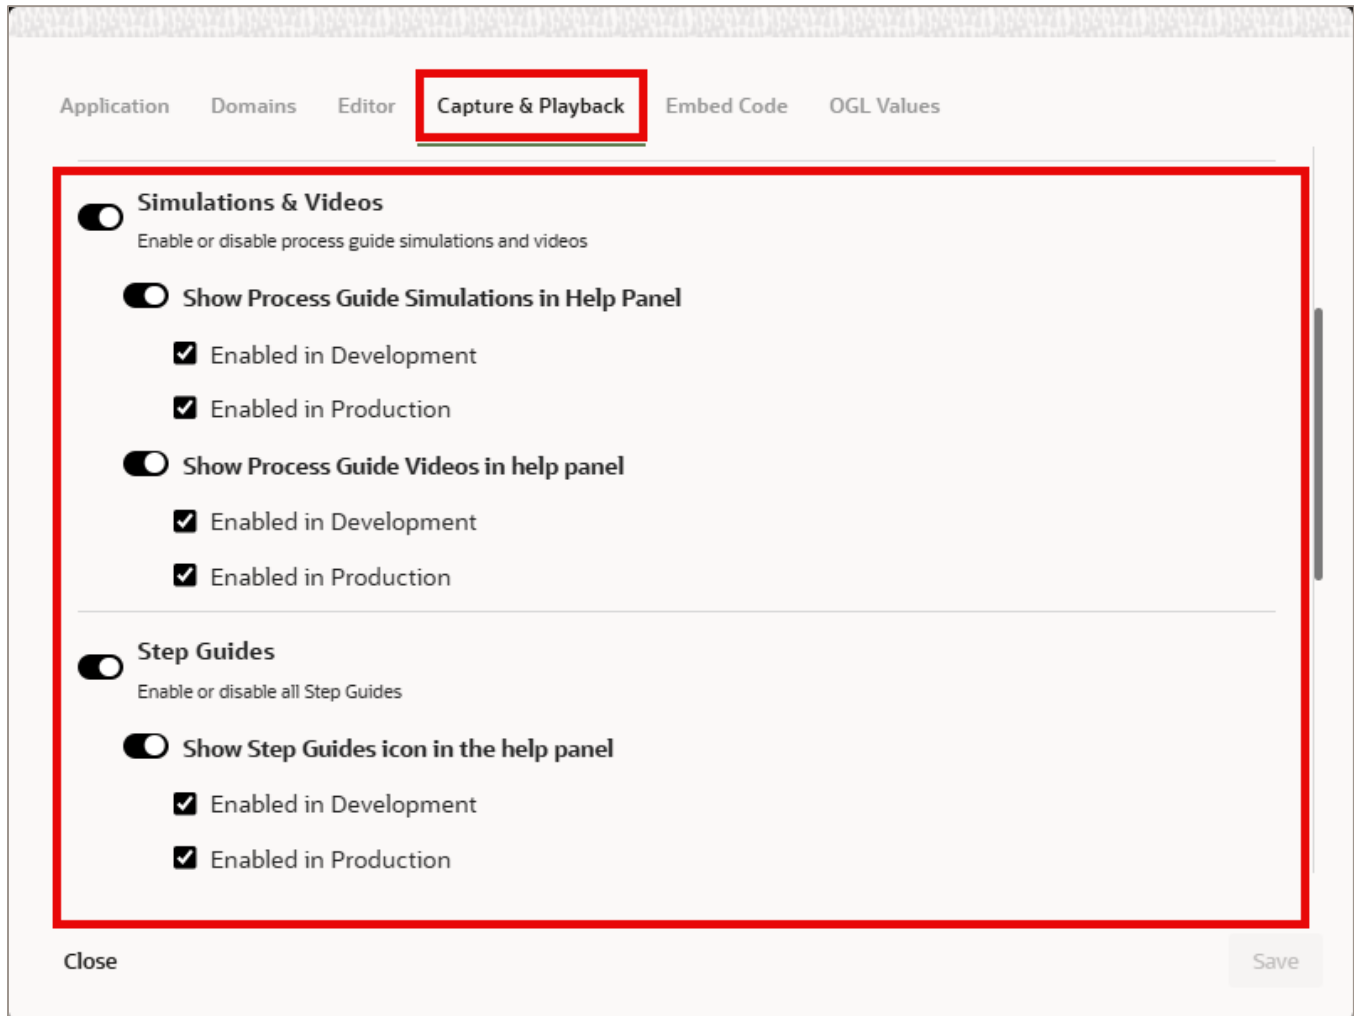 Application Domains Editor Capture & Playback Embed Code OGL Values
Simulations & Videos
Enable or disable process guide simulations and videos
Show Process Guide Simulations in Help Panel
Enabled in Development
Enabled in Production
Show Process Guide Videos in help panel
Enabled in Development
Enabled in Production
Step Guides
Enable or disable all Step Guides
Show Step Guides icon in the help panel
Enabled in Development
Enabled in Production
Close Save